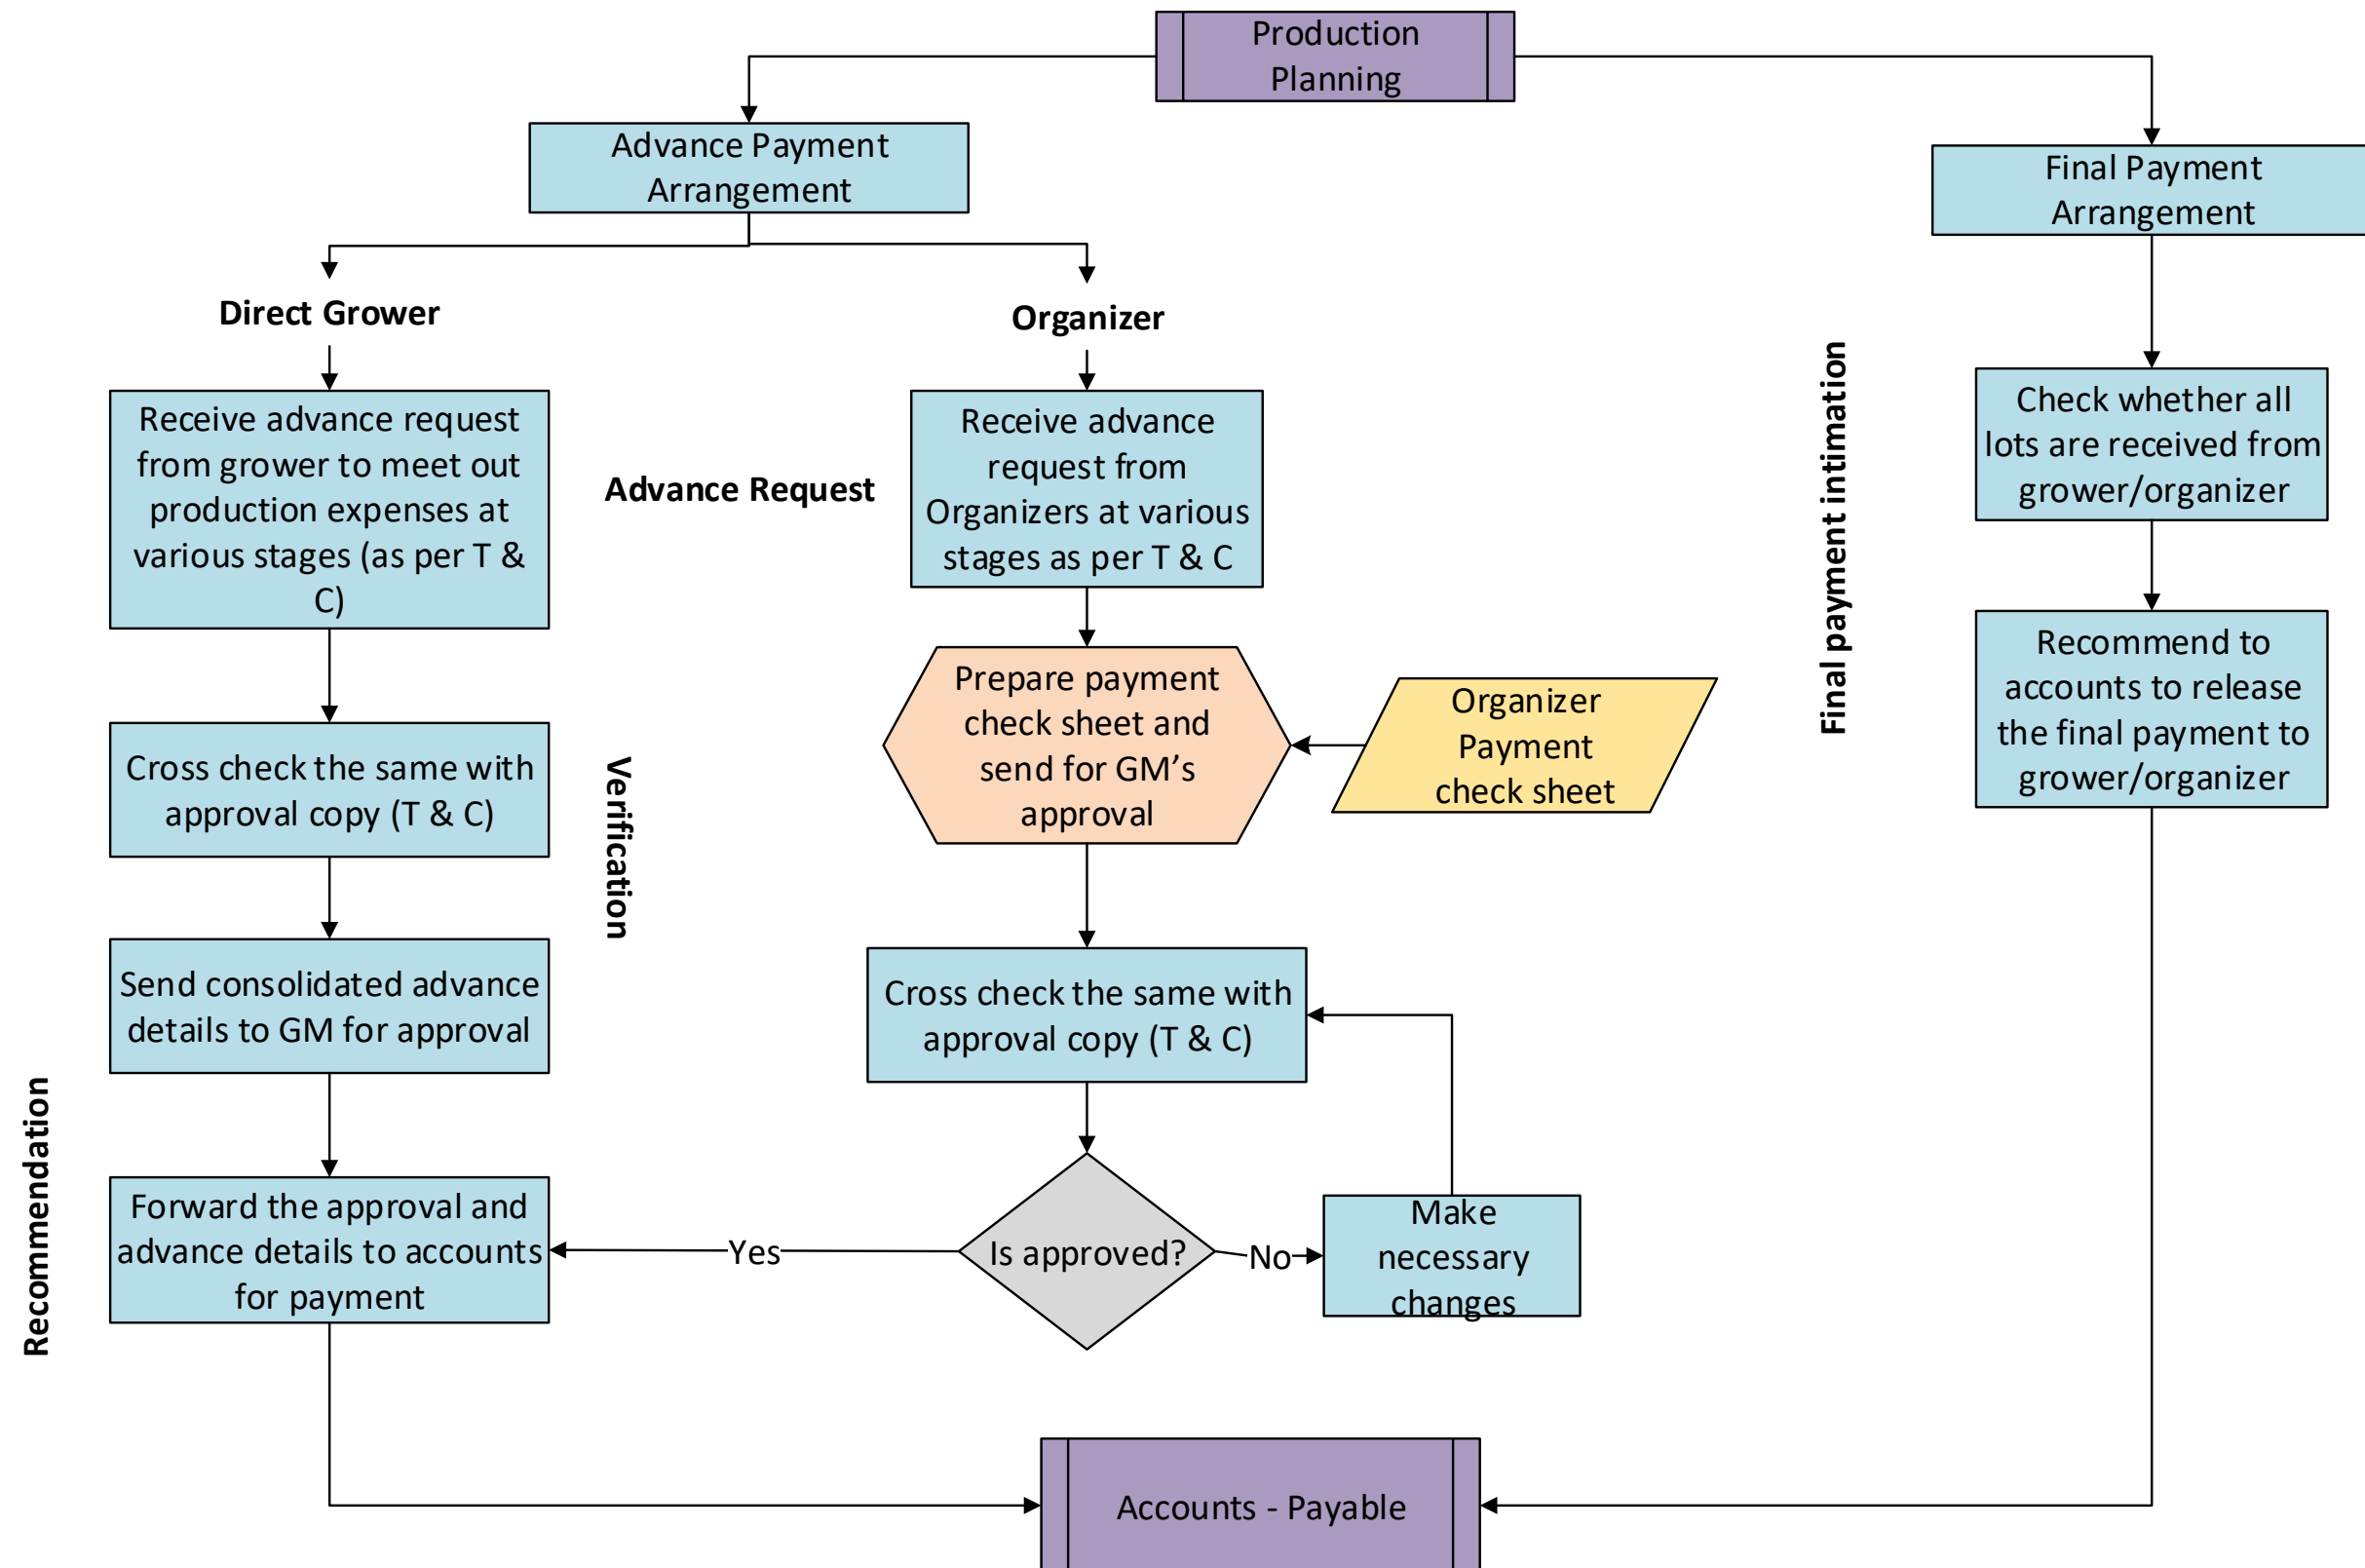 Production
Planning
Advance Payment
Arrangement
Final Payment
Arrangement
Direct Grower
Organizer
Receive advance request
from grower to meet out
production expenses at
various stages (as per T &
C)
Advance Request
Receive advance
request from
Organizers at various
stages as per T & C
Final payment intimation
Check whether all
lots are received from
grower/organizer
Prepare payment
check sheet and
send for GM’s
approval
Organizer
Payment
check sheet
Recommend to
accounts to release
the final payment to
grower/organizer
Cross check the same with
approval copy (T & C)
Verification
Send consolidated advance
details to GM for approval
Cross check the same with
approval copy (T & C)
Recommendation
Forward the approval and
advance details to accounts
for payment
Yes
Is approved?
No
Make
necessary
changes
Accounts - Payable